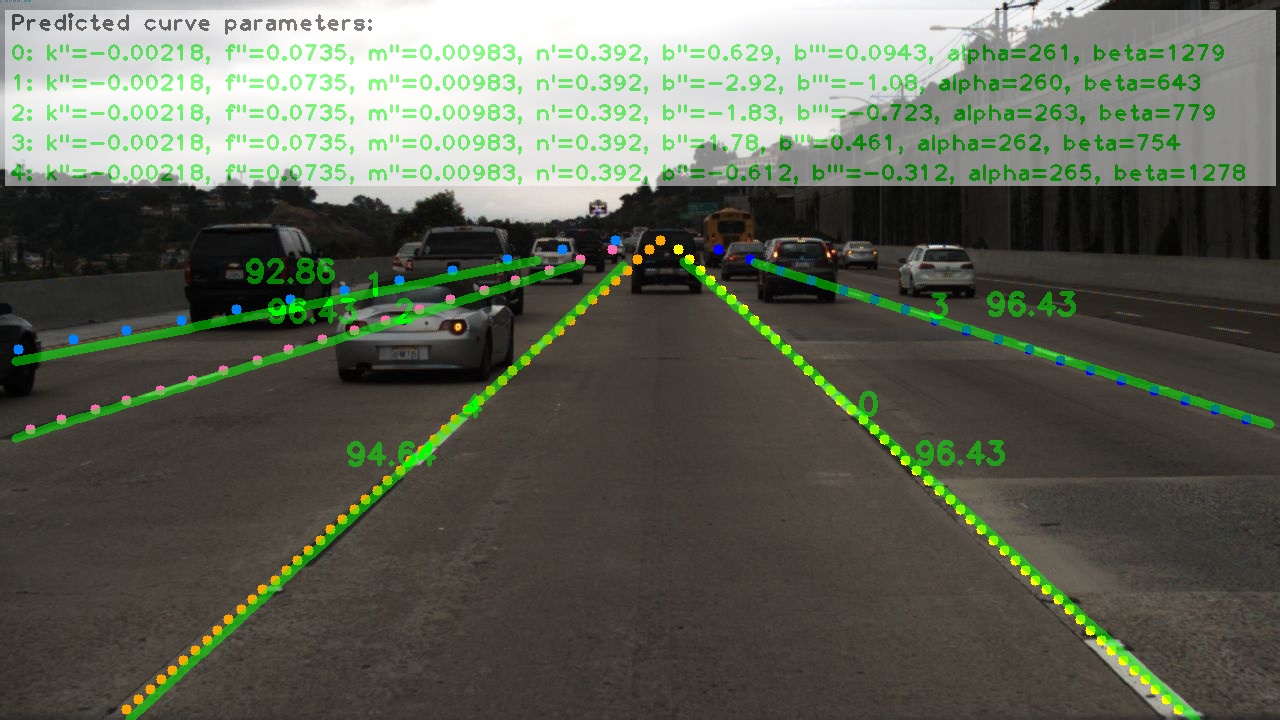 Predicted curve parameters:
0: k''=-0.00218, f''=0.0735, m''=0.00983, n'=0.392, b''=0.629, b'''=0.0943, alpha=261, beta=1279
1: k''=-0.00218, f''=0.0735, m''=0.00983, n'=0.392, b''=-2.92, b'''=-1.08, alpha=260, beta=643
2: k''=-0.00218, f''=0.0735, m''=0.00983, n'=0.392, b''=-1.83, b'''=-0.723, alpha=263, beta=779
3: k''=-0.00218, f''=0.0735, m''=0.00983, n'=0.392, b''=1.78, b'''=0.461, alpha=262, beta=754
4: k''=-0.00218, f''=0.0735, m''=0.00983, n'=0.392, b''=-0.612, b'''=-0.312, alpha=265, beta=1278
92.86 1
96.43 2
3 96.43
4
0
94.64
96.43